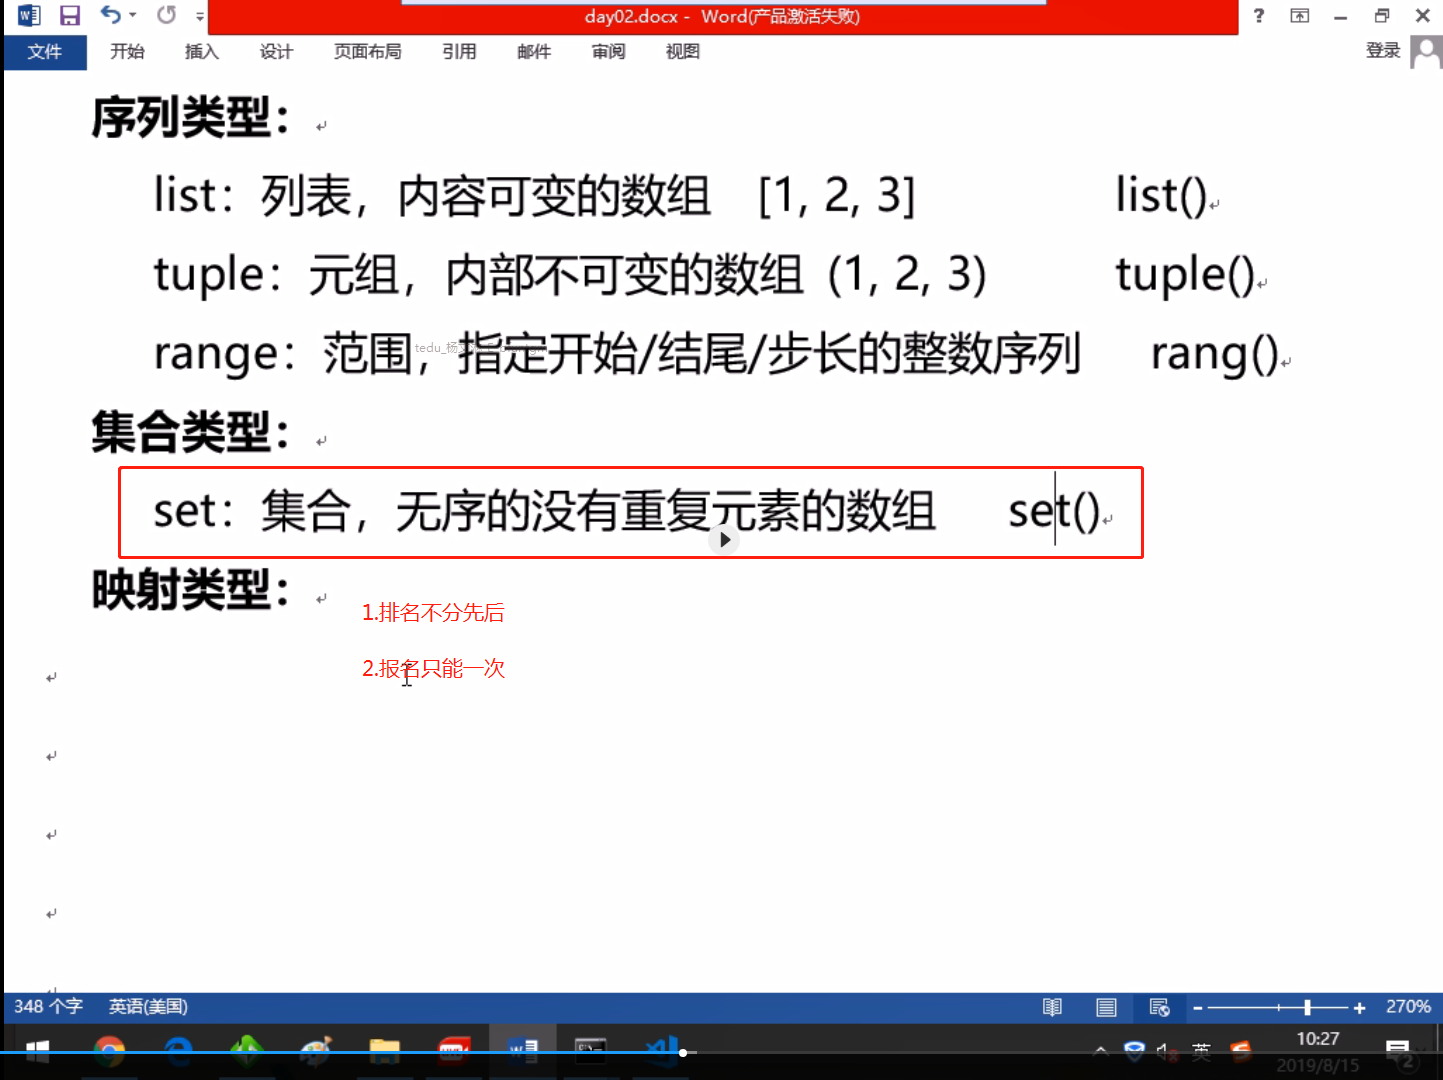 day02.docx - Word(产品激活失败)
文件 开始 插入 设计 页面布局 引用 邮件 审阅 视图 登录
序列类型：
list：列表，内容可变的数组 [1, 2, 3] list()
tuple：元组，内部不可变的数组 (1, 2, 3) tuple()
range：范围，指定开始/结尾/步长的整数序列 rang()
集合类型：
set：集合，无序的没有重复元素的数组 set()
映射类型：
1.排名不分先后
2.报名只能一次
348 个字 英语(美国) 270%
英 10:27
2019/8/15 2